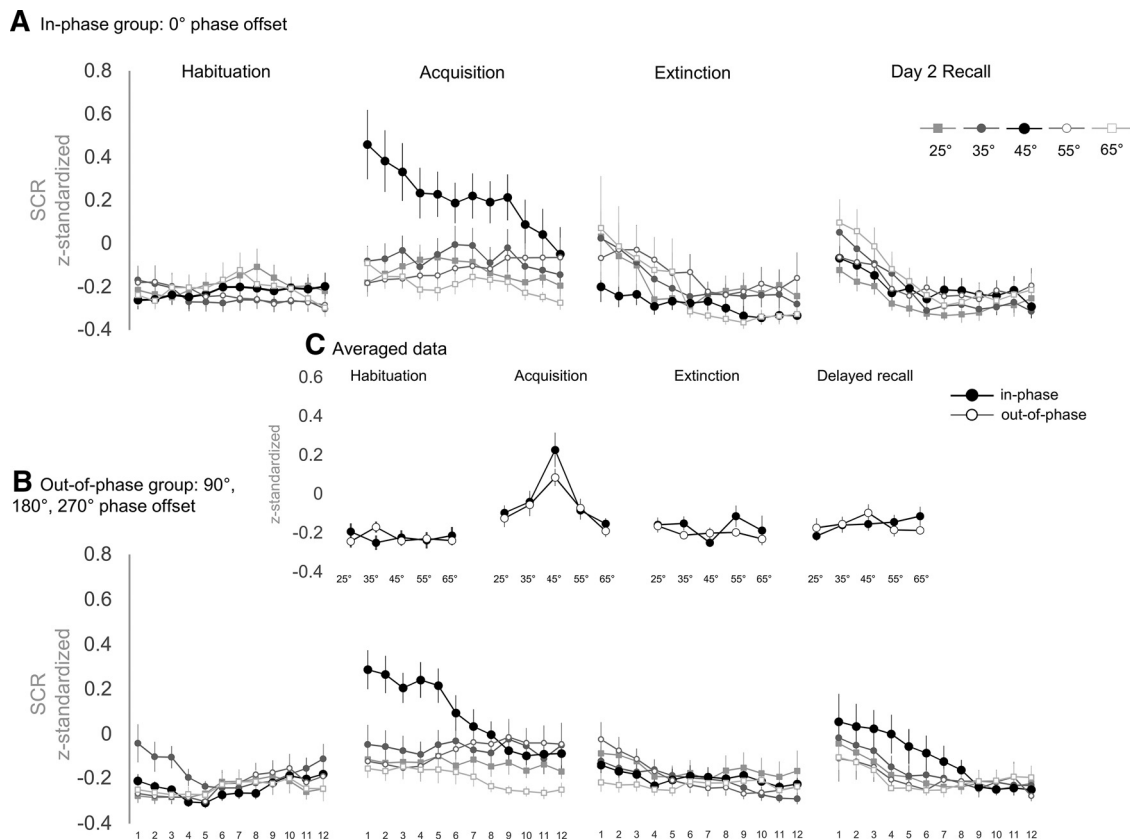 A In-phase group: 0° phase offset
Habituation Acquisition Extinction Day 2 Recall
0.8
0.6
0.4
0.2
0
-0.2
-0.4
SCR
z-standardized
25° 35° 45° 55° 65°
C Averaged data
Habituation Acquisition Extinction Delayed recall
0.6
0.4
0.2
0
-0.2
-0.4
z-standardized
in-phase
out-of-phase
25° 35° 45° 55° 65° 25° 35° 45° 55° 65° 25° 35° 45° 55° 65° 25° 35° 45° 55° 65°
B Out-of-phase group: 90°,
180°, 270° phase offset
0.8
0.6
0.4
0.2
0
-0.2
-0.4
SCR
z-standardized
1 2 3 4 5 6 7 8 9 10 11 12 1 2 3 4 5 6 7 8 9 10 11 12 1 2 3 4 5 6 7 8 9 10 11 12 1 2 3 4 5 6 7 8 9 10 11 12